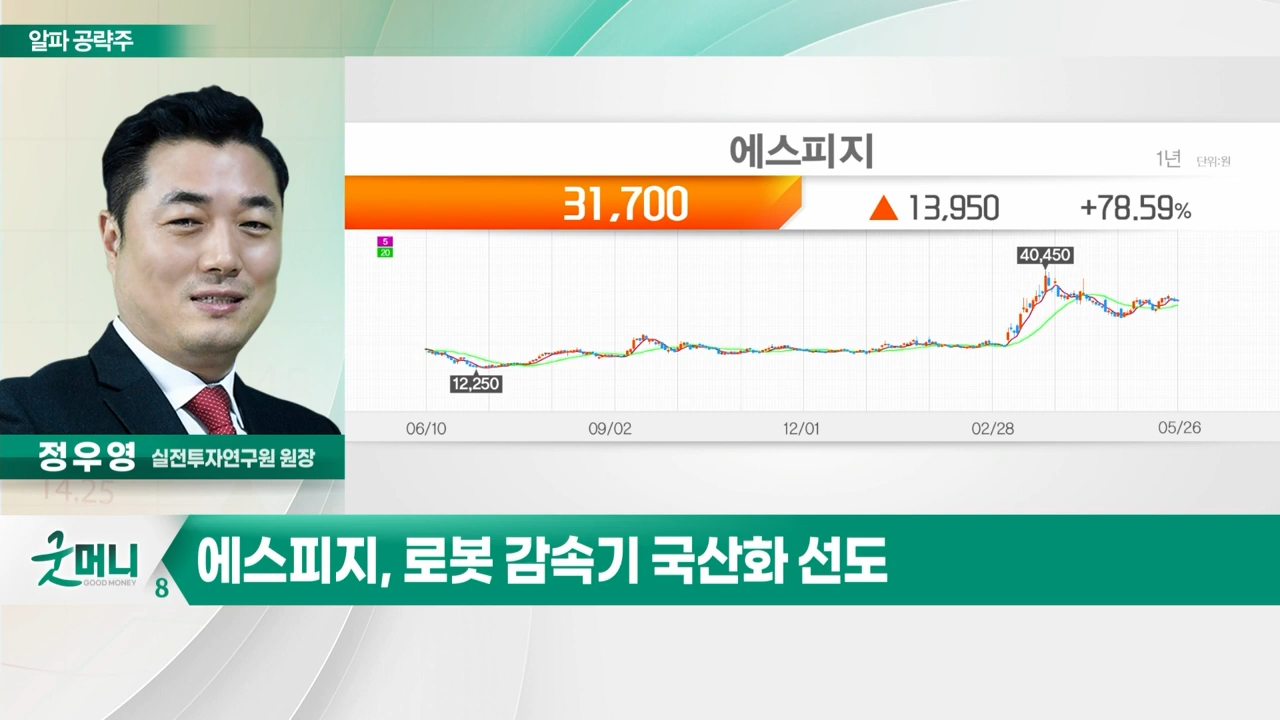 알파 공략주
에스피지
1년 단위:원
31,700 ▲ 13,950 +78.59%
5
20
40,450
12,250
06/10 09/02 12/01 02/28 05/26
정우영 실전투자연구원 원장
14.25
굿머니
GOOD MONEY
8
에스피지, 로봇 감속기 국산화 선도